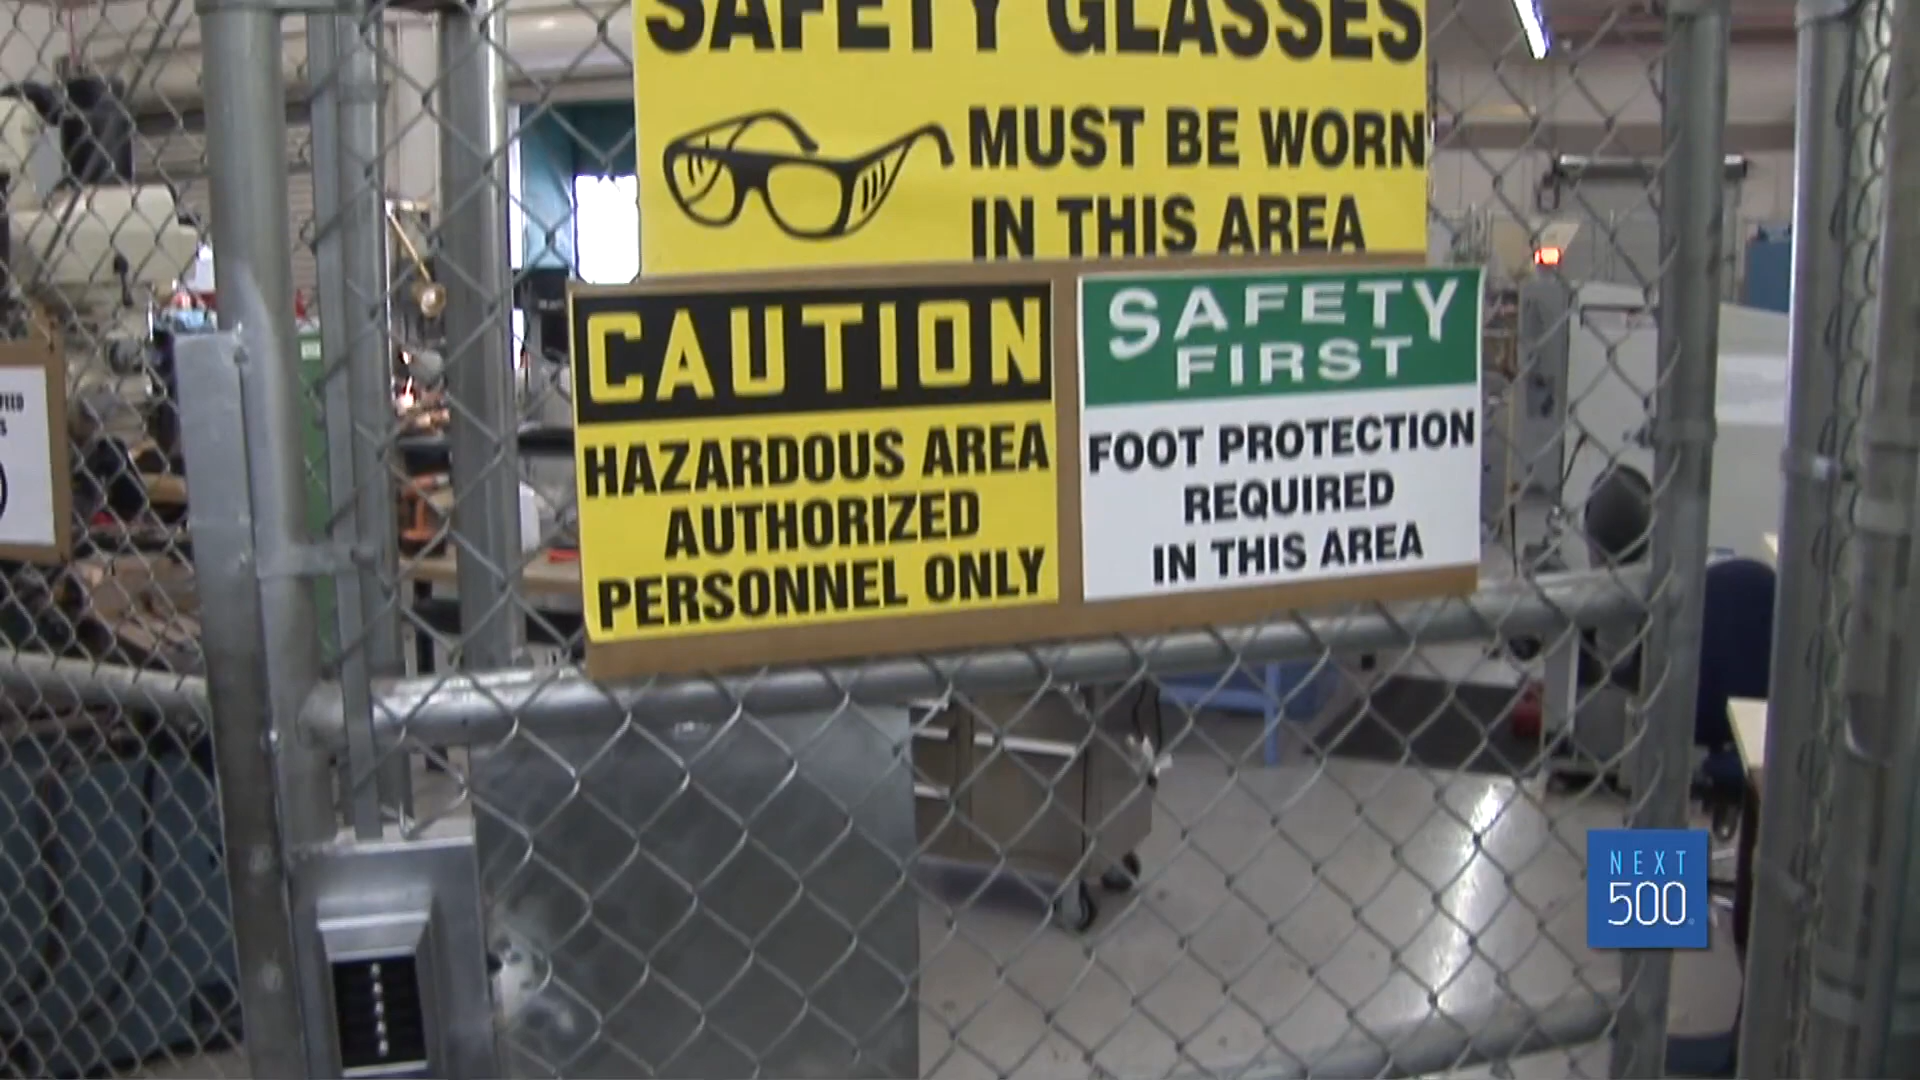 SAFETY GLASSES
MUST BE WORN
IN THIS AREA
CAUTION
HAZARDOUS AREA
AUTHORIZED
PERSONNEL ONLY
SAFETY
FIRST
FOOT PROTECTION
REQUIRED
IN THIS AREA
NEXT
500